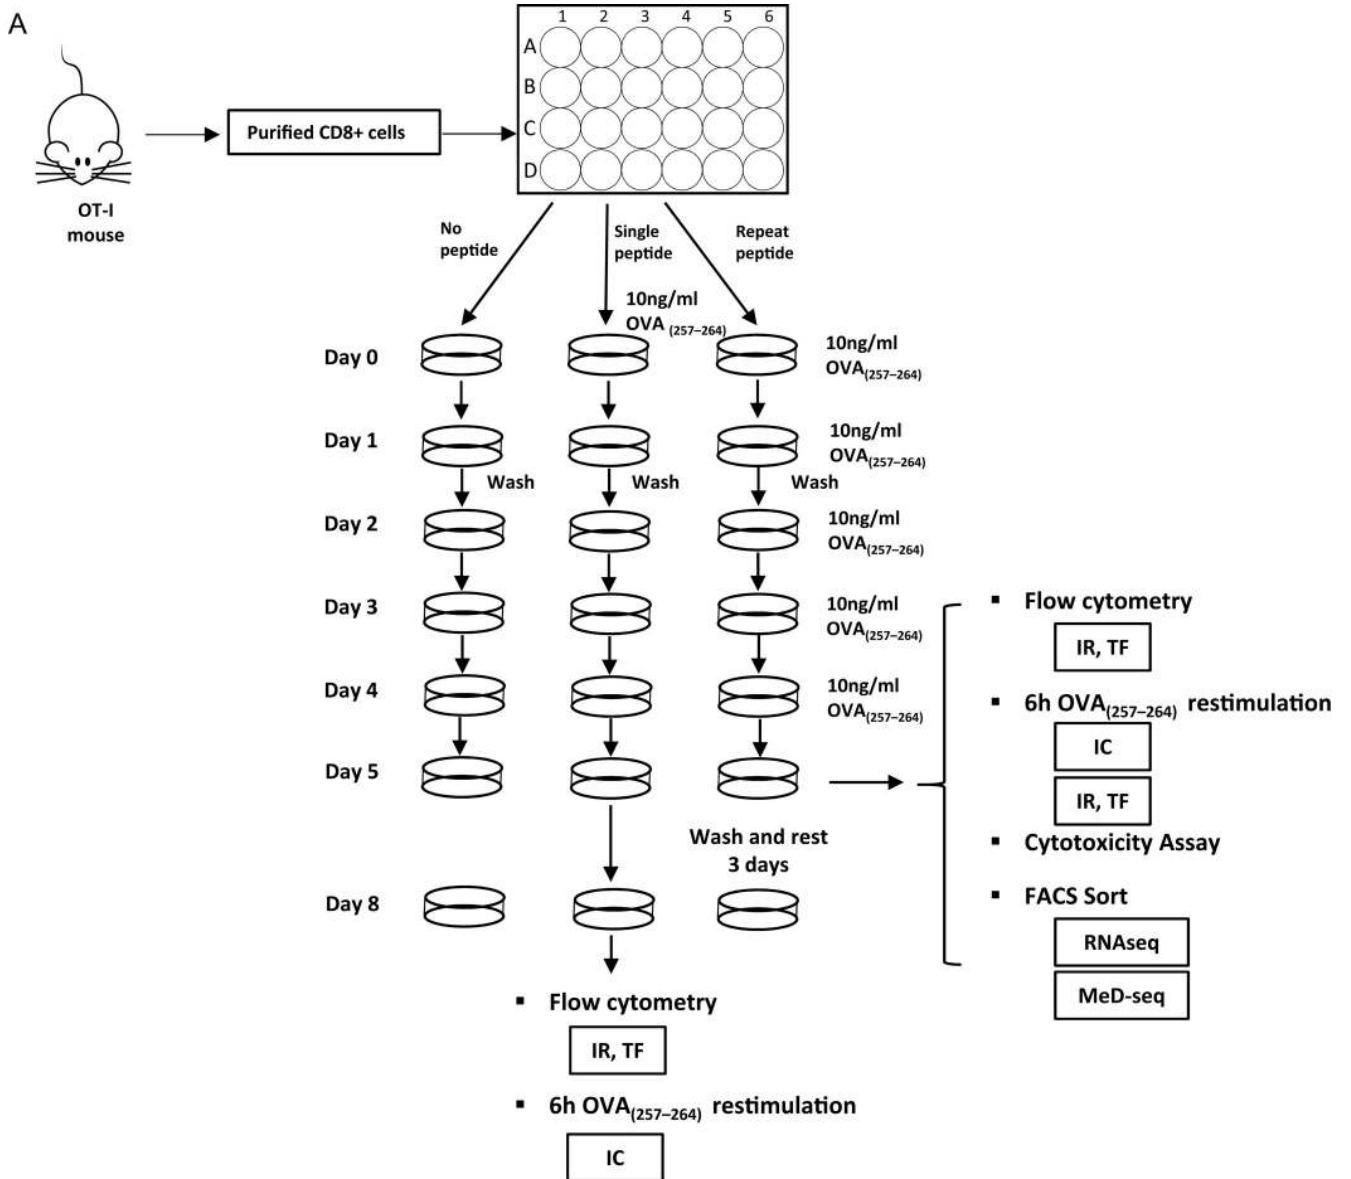 A
1 2 3 4 5 6
A
B
C
D
Purified CD8+ cells
OT-I
mouse
No
peptide
Single
peptide
Repeat
peptide
10ng/ml
OVA (257–264)
Day 0
10ng/ml
OVA(257–264)
Day 1
10ng/ml
OVA(257–264)
Wash
Wash
Wash
Day 2
10ng/ml
OVA(257–264)
Day 3
10ng/ml
OVA(257–264)
Day 4
10ng/ml
OVA(257–264)
Day 5
Wash and rest
3 days
Day 8
▪ Flow cytometry
IR, TF
▪ 6h OVA(257–264) restimulation
IC
IR, TF
▪ Cytotoxicity Assay
▪ FACS Sort
RNAseq
MeD-seq
▪ Flow cytometry
IR, TF
▪ 6h OVA(257–264) restimulation
IC